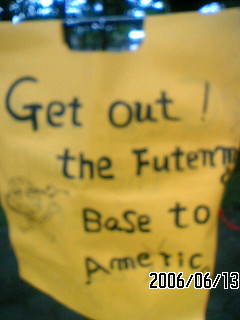 Get out !
the Futenm
Base to
Americ
2006/06/13